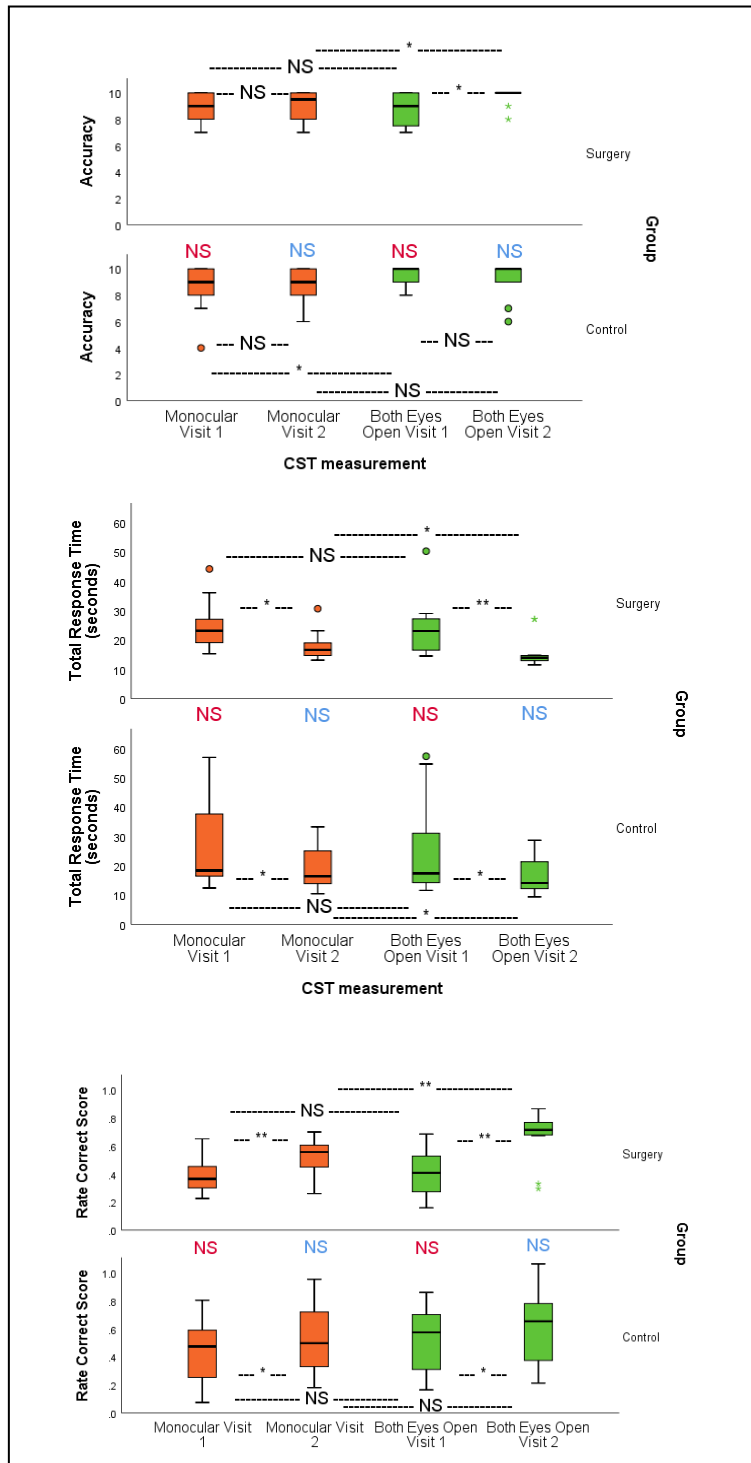 *
NS
NS
*
10
8
6
4
2
0
Accuracy
Surgery
NS
NS
NS
NS
10
8
6
4
2
0
Accuracy
NS
NS
*
NS
Control
Group
Monocular Visit 1
Monocular Visit 2
Both Eyes Open Visit 1
Both Eyes Open Visit 2
CST measurement
60
50
40
30
20
10
0
Total Response Time (seconds)
*
NS
*
**
Surgery
NS
NS
NS
NS
60
50
40
30
20
10
0
Total Response Time (seconds)
*
*
NS
*
Control
Group
Monocular Visit 1
Monocular Visit 2
Both Eyes Open Visit 1
Both Eyes Open Visit 2
CST measurement
1.0
.8
.6
.4
.2
.0
Rate Correct Score
**
NS
**
**
Surgery
NS
NS
NS
NS
1.0
.8
.6
.4
.2
.0
Rate Correct Score
*
*
NS
NS
Control
Group
Monocular Visit 1
Monocular Visit 2
Both Eyes Open Visit 1
Both Eyes Open Visit 2